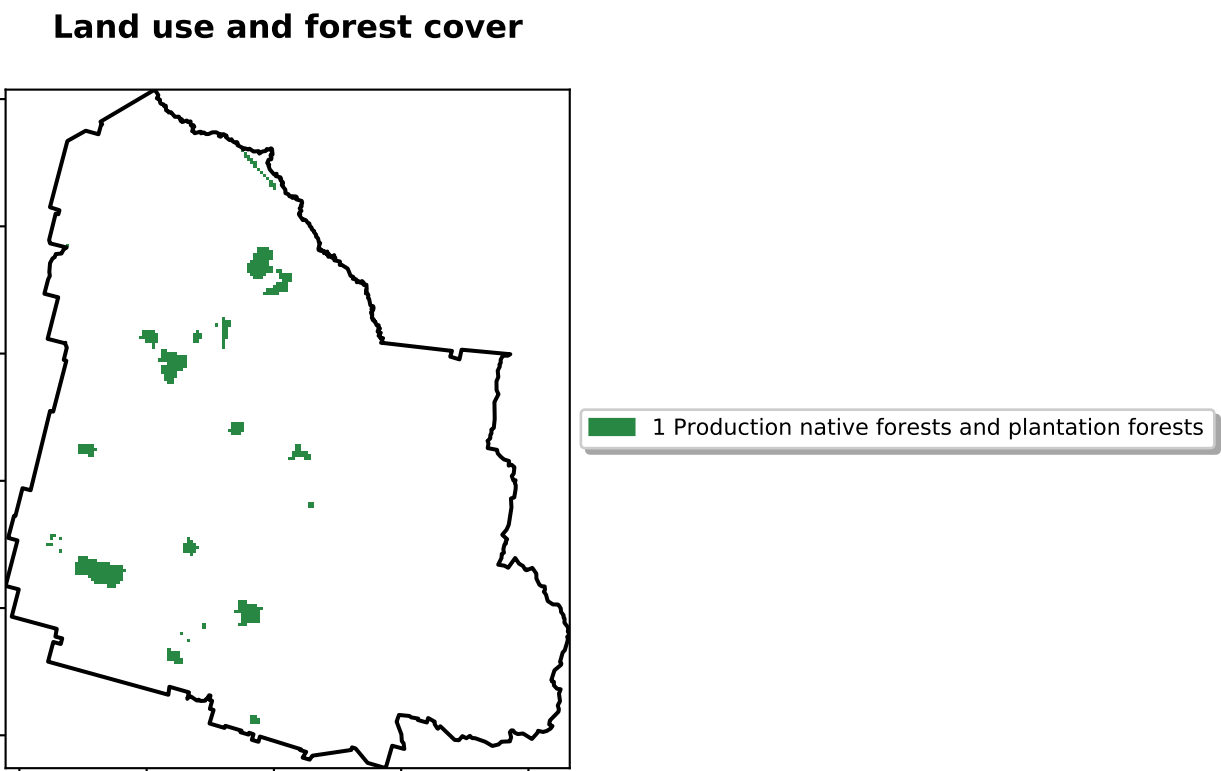 Land use and forest cover
1 Production native forests and plantation forests